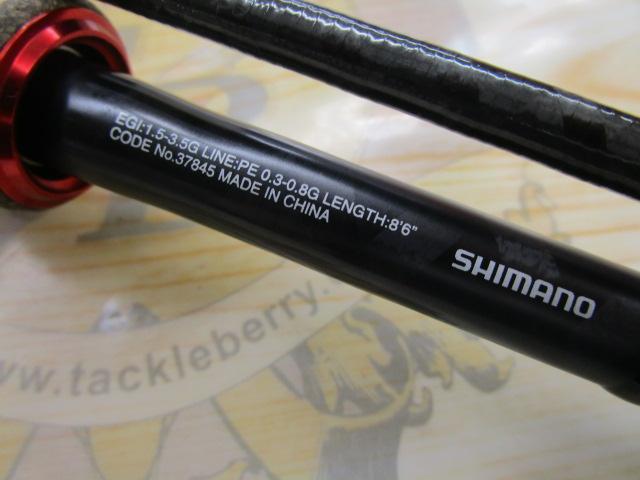 EGI:1.5-3.5G LINE:PE 0.3-0.8G LENGTH:8'6"
CODE No.37845 MADE IN CHINA
SHIMANO
www.tackleberry.